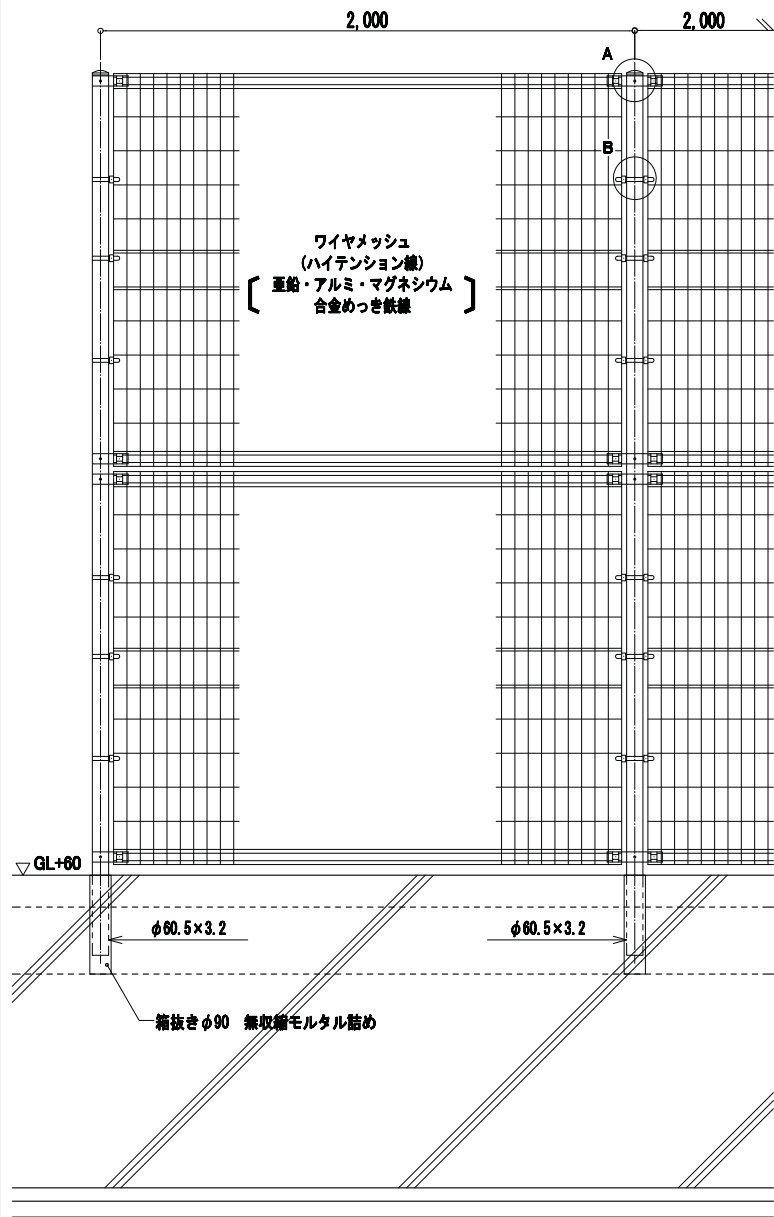 2,000
2,000
A
B
ワイヤメッシュ
(ハイテンション線)
亜鉛・アルミ・マグネシウム
合金めっき鉄線
GL+60
φ60.5×3.2
φ60.5×3.2
箱抜きφ90 無収縮モルタル詰め